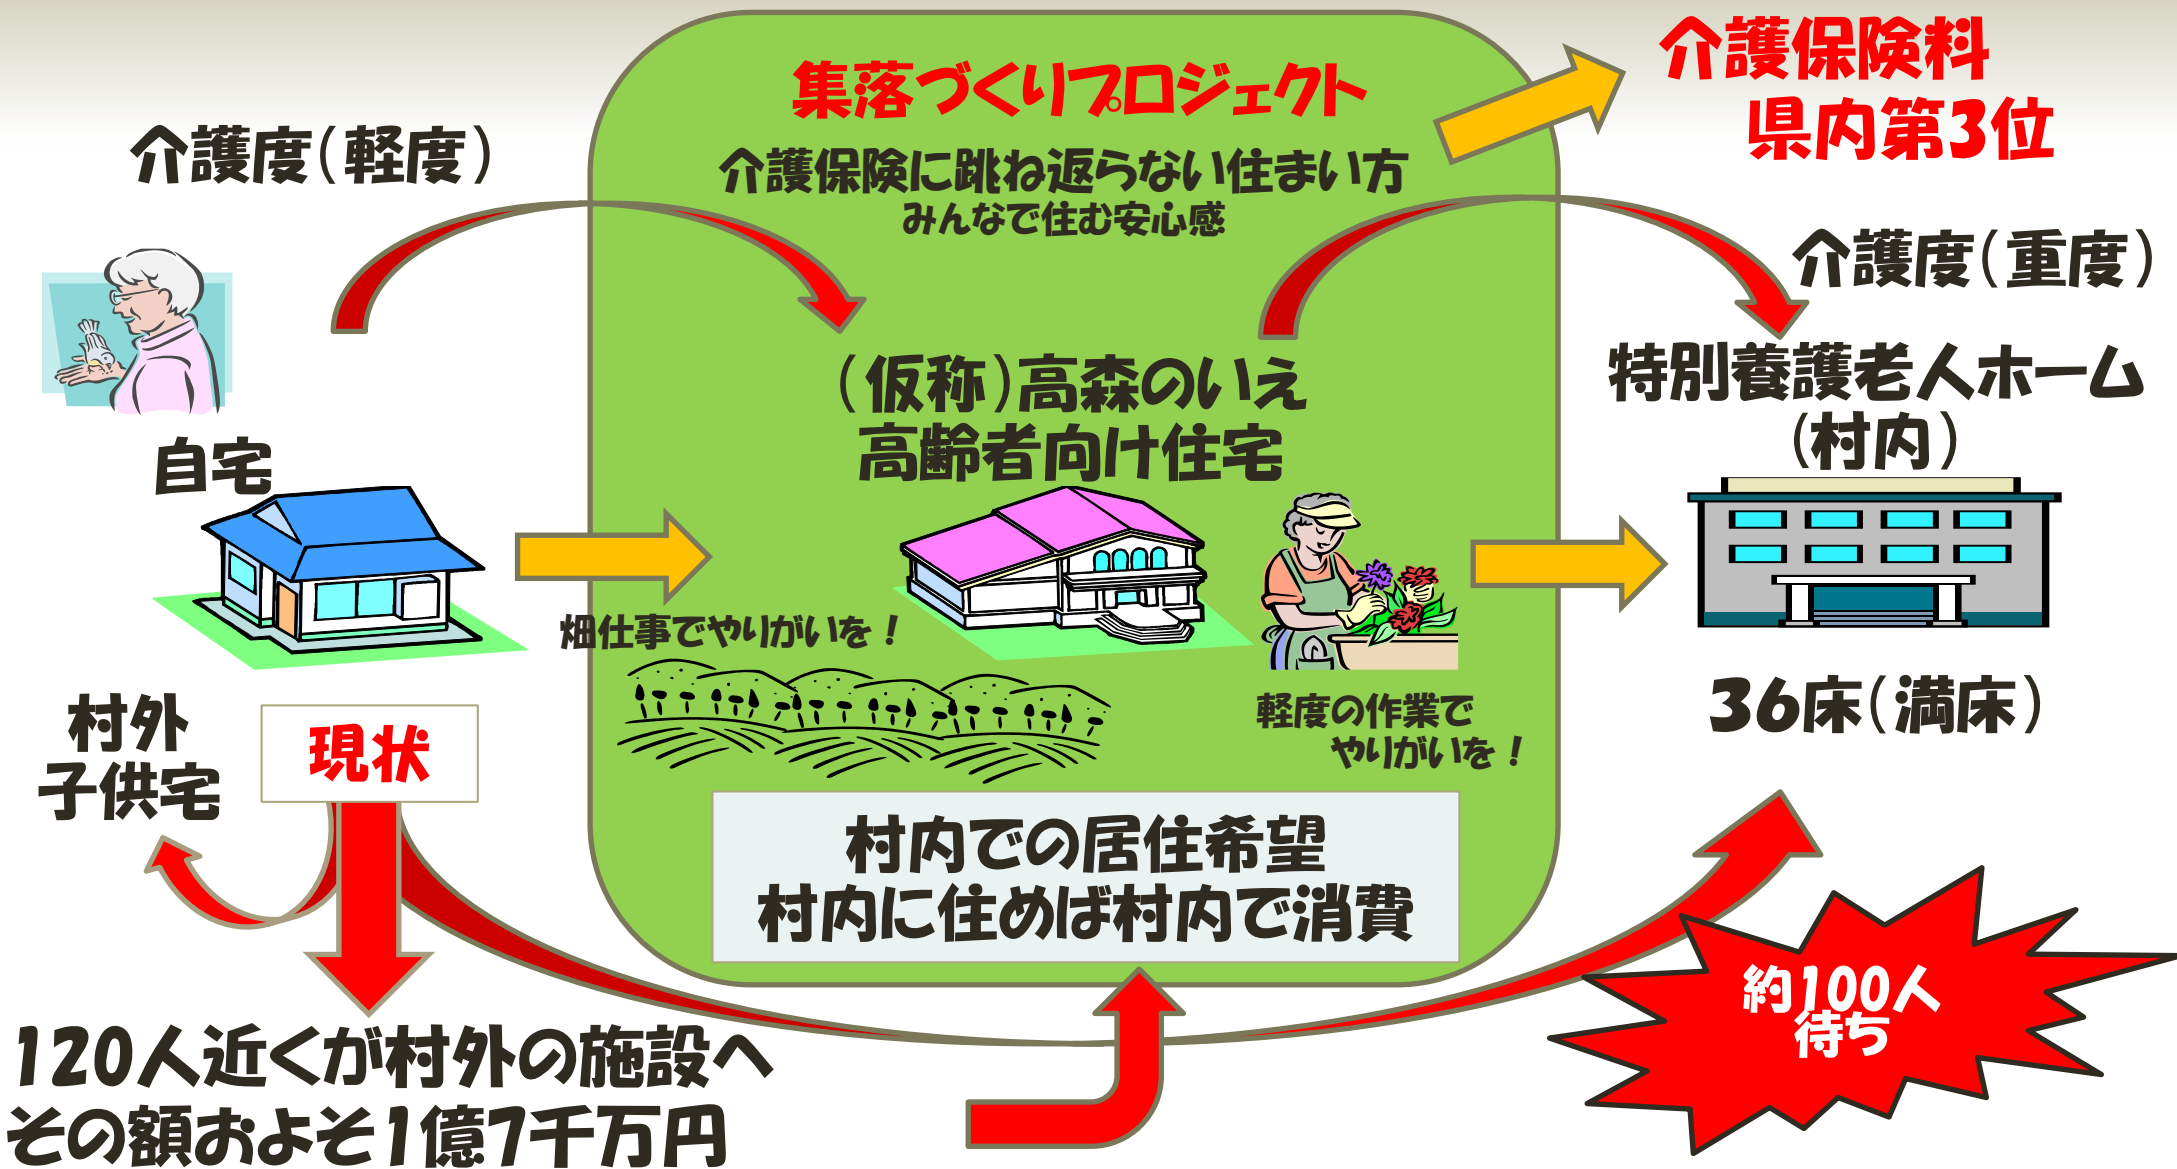 集落づくりプロジェクト
介護保険に跳ね返らない住まい方
みんなで住む安心感
介護保険料
県内第3位
介護度(軽度)
介護度(重度)
自宅
(仮称)高森のいえ
高齢者向け住宅
特別養護老人ホーム
(村内)
畑仕事でやりがいを!
軽度の作業で
やりがいを!
36床(満床)
村外
子供宅
現状
村内での居住希望
村内に住めば村内で消費
約100人
待ち
120人近くが村外の施設へ
その額およそ1億7千万円